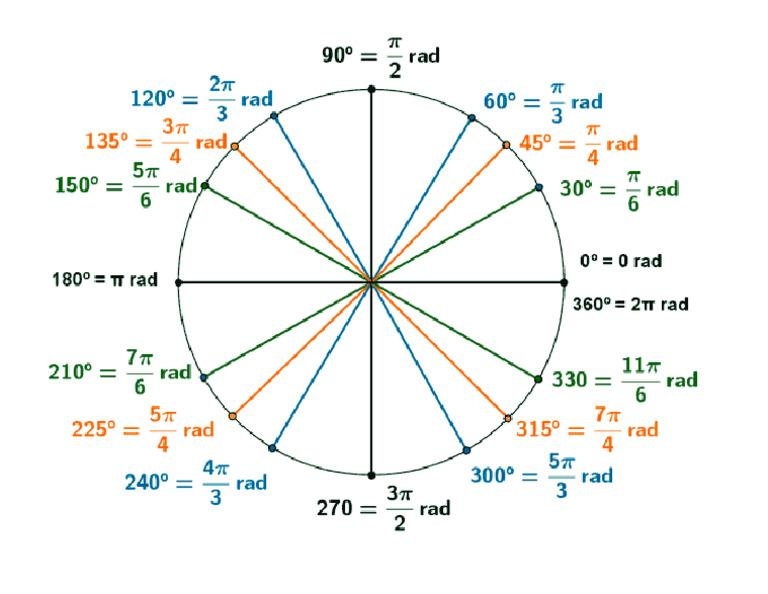 90º = π/2 rad
120º = 2π/3 rad
60º = π/3 rad
135º = 3π/4 rad
45º = π/4 rad
150º = 5π/6 rad
30º = π/6 rad
0º = 0 rad
180º = π rad
360º = 2π rad
210º = 7π/6 rad
330 = 11π/6 rad
225º = 5π/4 rad
315º = 7π/4 rad
240º = 4π/3 rad
300º = 5π/3 rad
270 = 3π/2 rad